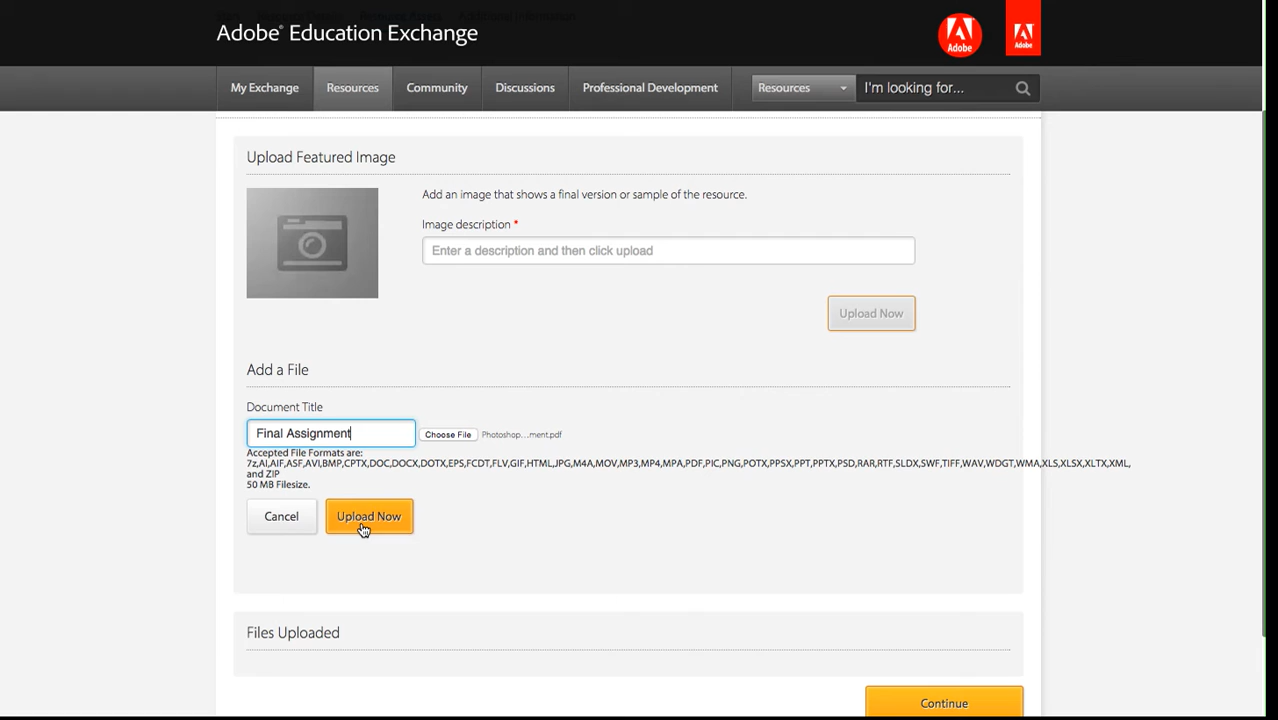 Adobe® Education Exchange
Adobe
Adobe
My Exchange Resources Community Discussions Professional Development Resources I'm looking for...
Upload Featured Image
Add an image that shows a final version or sample of the resource.
Image description *
Enter a description and then click upload
Upload Now
Add a File
Document Title
Final Assignment Choose File Photoshop...ment.pdf
Accepted File Formats are:
7z,AI,AIF,ASF,AVI,BMP,CPTX,DOC,DOCX,DOTX,EPS,FCDT,FLV,GIF,HTML,JPG,M4A,MOV,MP3,MP4,MPA,PDF,PIC,PNG,POTX,PPSX,PPT,PPTX,PSD,RAR,RTF,SLDX,SWF,TIFF,WAV,WDGT,WMA,XLS,XLSX,XLTX,XML,
and ZIP
50 MB Filesize.
Cancel Upload Now
Files Uploaded
Continue